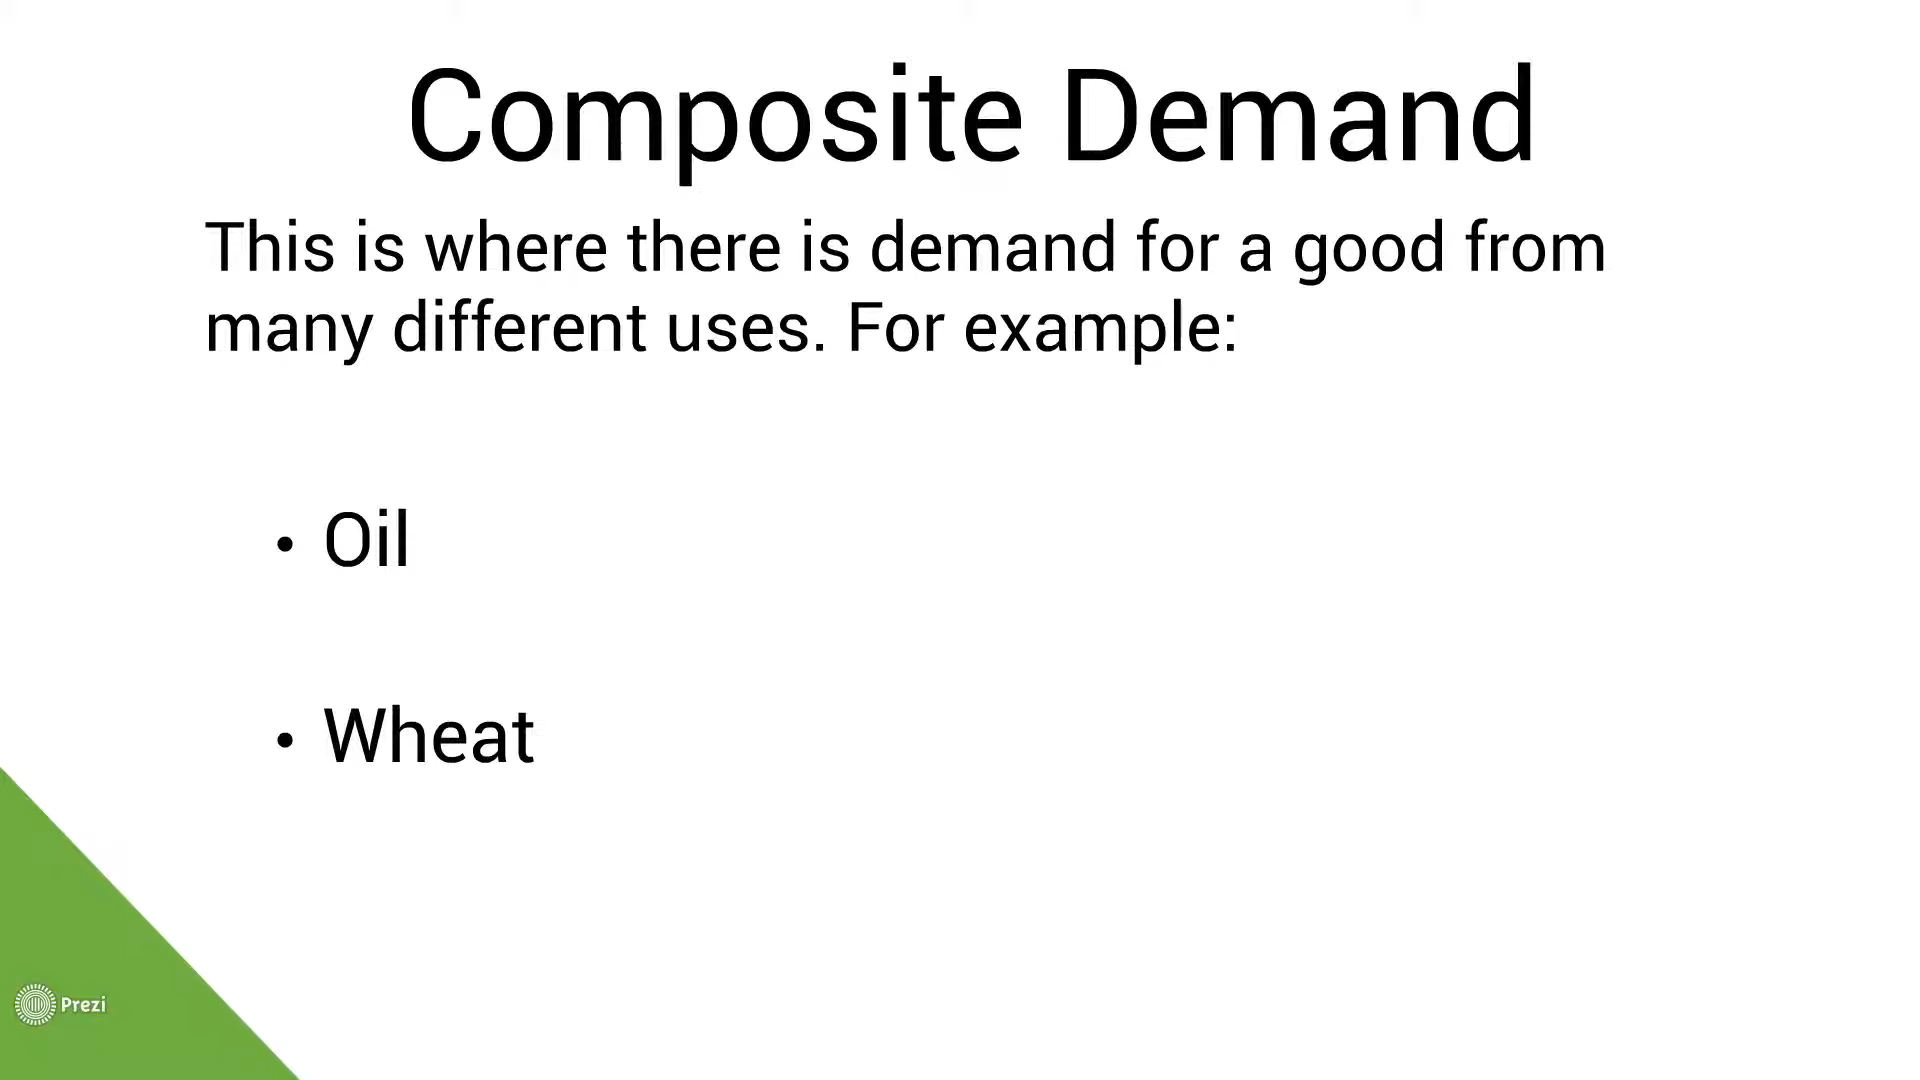 Composite Demand
This is where there is demand for a good from
many different uses. For example:
• Oil
• Wheat
Prezi